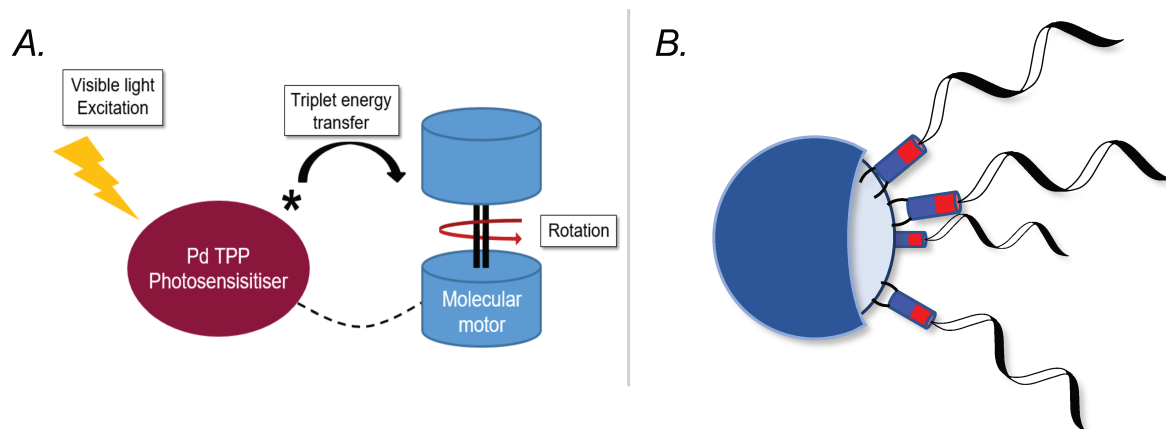 A.
Visible light
Excitation
Triplet energy
transfer
*
Pd TPP
Photosensisitiser
Rotation
Molecular
motor
B.